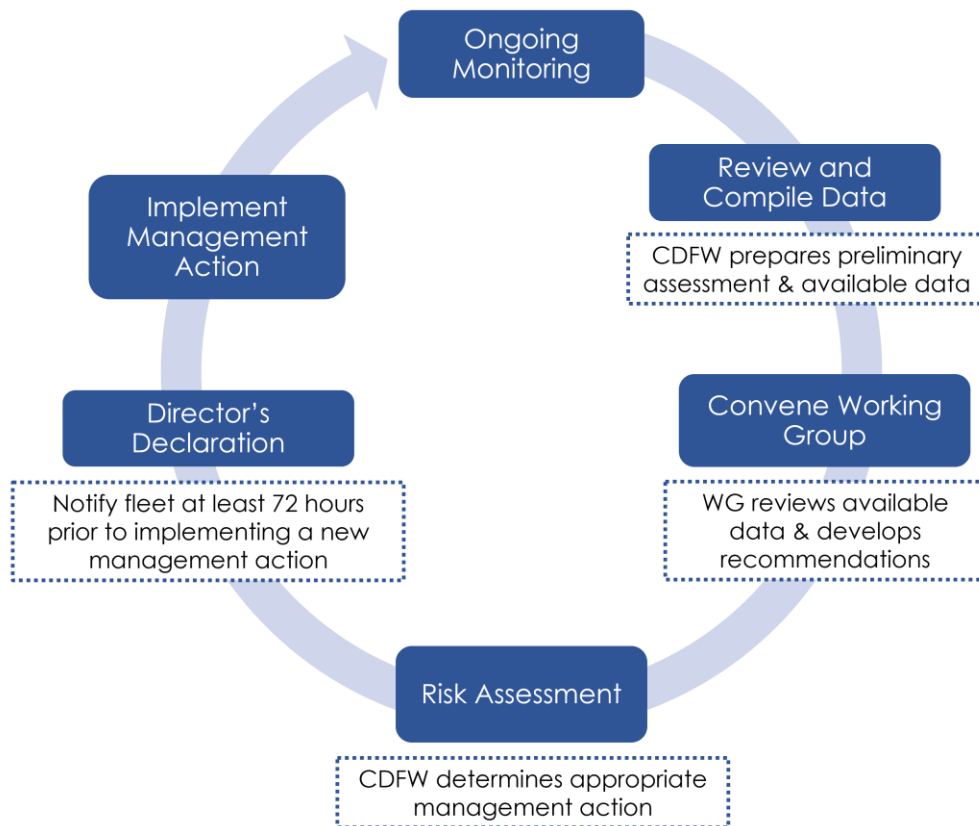 Ongoing
Monitoring
Review and
Compile Data
CDFW prepares preliminary
assessment & available data
Convene Working
Group
WG reviews available
data & develops
recommendations
Risk Assessment
CDFW determines appropriate
management action
Director’s
Declaration
Notify fleet at least 72 hours
prior to implementing a new
management action
Implement
Management
Action